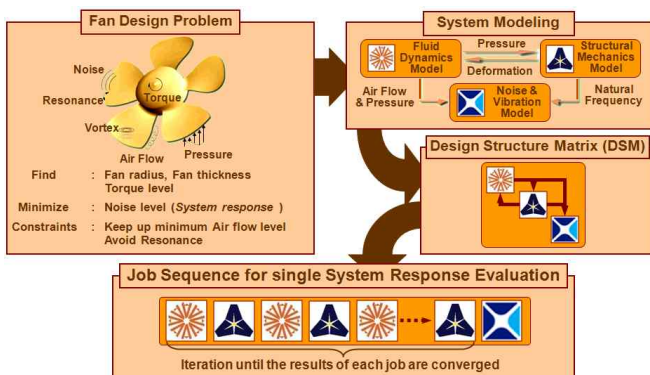 Fan Design Problem
Noise
Resonance
Torque
Vortex
Air Flow
Pressure
Find : Fan radius, Fan thickness
Torque level
Minimize : Noise level (System response )
Constraints : Keep up minimum Air flow level
Avoid Resonance
System Modeling
Fluid
Dynamics
Model
Pressure
Deformation
Structural
Mechanics
Model
Air Flow
& Pressure
Noise &
Vibration
Model
Natural
Frequency
Design Structure Matrix (DSM)
Job Sequence for single System Response Evaluation
Iteration until the results of each job are converged